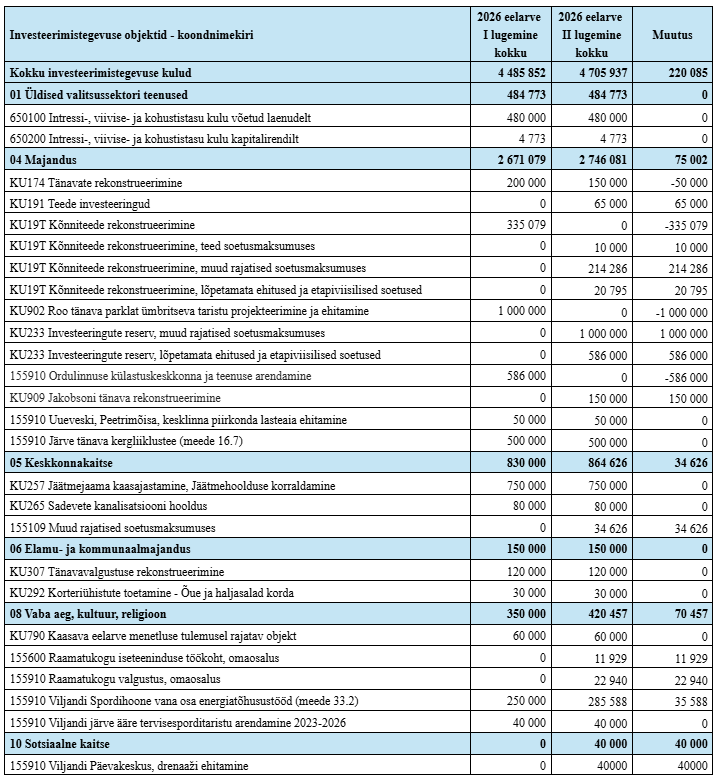 Investeerimistegevuse objektid - koondnimekiri | 2026 eelarve I lugemine kokku | 2026 eelarve II lugemine kokku | Muutus
Kokku investeerimistegevuse kulud | 4 485 852 | 4 705 937 | 220 085
01 Üldised valitsussektori teenused | 484 773 | 484 773 | 0
650100 Intressi-, viivise- ja kohustistasu kulu võetud laenudelt | 480 000 | 480 000 | 0
650200 Intressi-, viivise- ja kohustistasu kulu kapitalirendilt | 4 773 | 4 773 | 0
04 Majandus | 2 671 079 | 2 746 081 | 75 002
KU174 Tänavate rekonstrueerimine | 200 000 | 150 000 | -50 000
KU191 Teede investeeringud | 0 | 65 000 | 65 000
KU19T Kõnniteede rekonstrueerimine | 335 079 | 0 | -335 079
KU19T Kõnniteede rekonstrueerimine, teed soetusmaksumuses | 0 | 10 000 | 10 000
KU19T Kõnniteede rekonstrueerimine, muud rajatised soetusmaksumuses | 0 | 214 286 | 214 286
KU19T Kõnniteede rekonstrueerimine, lõpetamata ehitused ja etapiviisilised soetused | 0 | 20 795 | 20 795
KU902 Roo tänava parklat ümbritseva taristu projekteerimine ja ehitamine | 1 000 000 | 0 | -1 000 000
KU233 Investeeringute reserv, muud rajatised soetusmaksumuses | 0 | 1 000 000 | 1 000 000
KU233 Investeeringute reserv, lõpetamata ehitused ja etapiviisilised soetused | 0 | 586 000 | 586 000
155910 Ordulinnuse külastuskeskkonna ja teenuse arendamine | 586 000 | 0 | -586 000
KU909 Jakobsoni tänava rekonstrueerimine | 0 | 150 000 | 150 000
155910 Uueveski, Peetrimõisa, kesklinna piirkonda lasteaia ehitamine | 50 000 | 50 000 | 0
155910 Järve tänava kergliiklustee (meede 16.7) | 500 000 | 500 000 | 0
05 Keskkonnakaitse | 830 000 | 864 626 | 34 626
KU257 Jäätmejaama kaasajastamine, Jäätmehoolduse korraldamine | 750 000 | 750 000 | 0
KU265 Sadevete kanalisatsiooni hooldus | 80 000 | 80 000 | 0
155109 Muud rajatised soetusmaksumuses | 0 | 34 626 | 34 626
06 Elamu- ja kommunaalmajandus | 150 000 | 150 000 | 0
KU307 Tänavavalgustuse rekonstrueerimine | 120 000 | 120 000 | 0
KU292 Korteriühistute toetamine - Õue ja haljasalad korda | 30 000 | 30 000 | 0
08 Vaba aeg, kultuur, religioon | 350 000 | 420 457 | 70 457
KU790 Kaasava eelarve menetluse tulemusel rajatav objekt | 60 000 | 60 000 | 0
155600 Raamatukogu iseteeninduse töökoht, omaosalus | 0 | 11 929 | 11 929
155910 Raamatukogu valgustus, omaosalus | 0 | 22 940 | 22 940
155910 Viljandi Spordihoone vana osa energiatõhusustööd (meede 33.2) | 250 000 | 285 588 | 35 588
155910 Viljandi järve ääre tervisesporditaristu arendamine 2023-2026 | 40 000 | 40 000 | 0
10 Sotsiaalne kaitse | 0 | 40 000 | 40 000
155910 Viljandi Päevakeskus, drenaaži ehitamine | 0 | 40000 | 40000